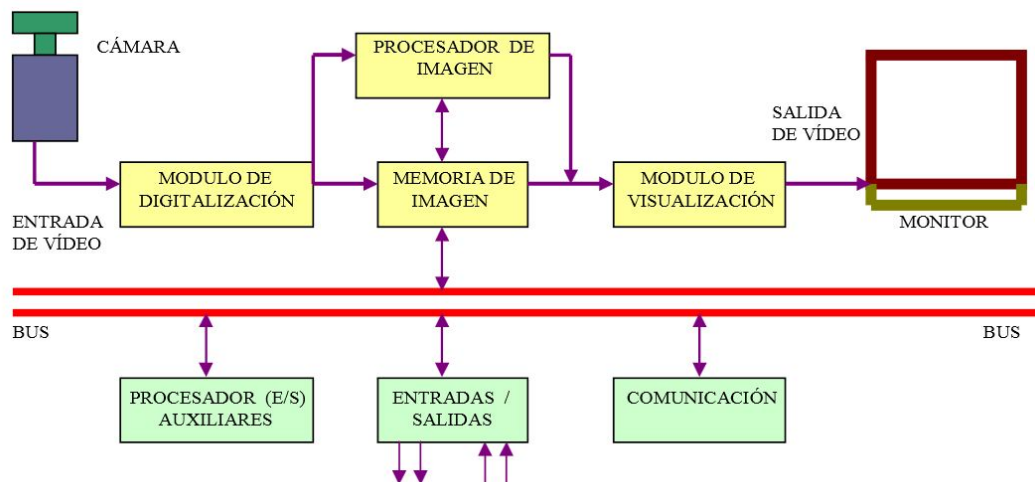 CÁMARA
PROCESADOR DE
IMAGEN
SALIDA
DE VÍDEO
MODULO DE
DIGITALIZACIÓN
MEMORIA DE
IMAGEN
MODULO DE
VISUALIZACIÓN
ENTRADA
DE VÍDEO
MONITOR
BUS
BUS
PROCESADOR (E/S)
AUXILIARES
ENTRADAS /
SALIDAS
COMUNICACIÓN